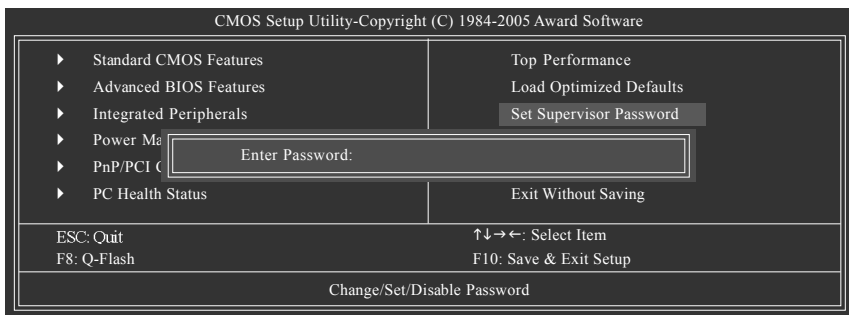 CMOS Setup Utility-Copyright (C) 1984-2005 Award Software
Standard CMOS Features
Advanced BIOS Features
Integrated Peripherals
Power Ma
PnP/PCI C
PC Health Status
Top Performance
Load Optimized Defaults
Set Supervisor Password
Exit Without Saving
Enter Password:
ESC: Quit
↑↓→←: Select Item
F8: Q-Flash
F10: Save & Exit Setup
Change/Set/Disable Password